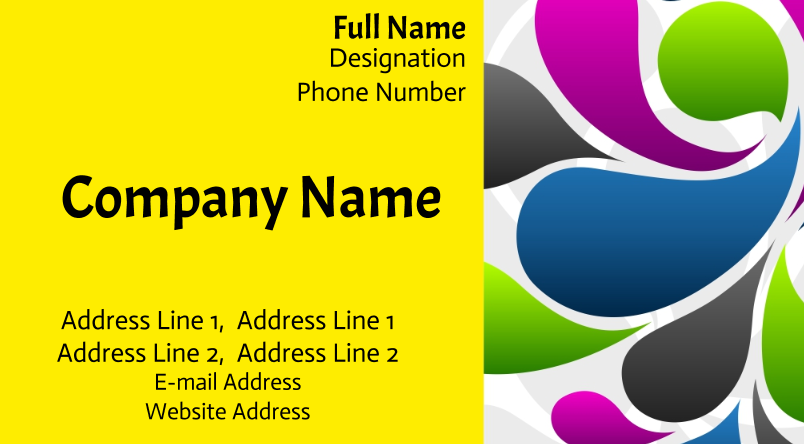 Full Name
Designation
Phone Number
Company Name
Address Line 1,  Address Line 1
Address Line 2,  Address Line 2
E-mail Address
Website Address